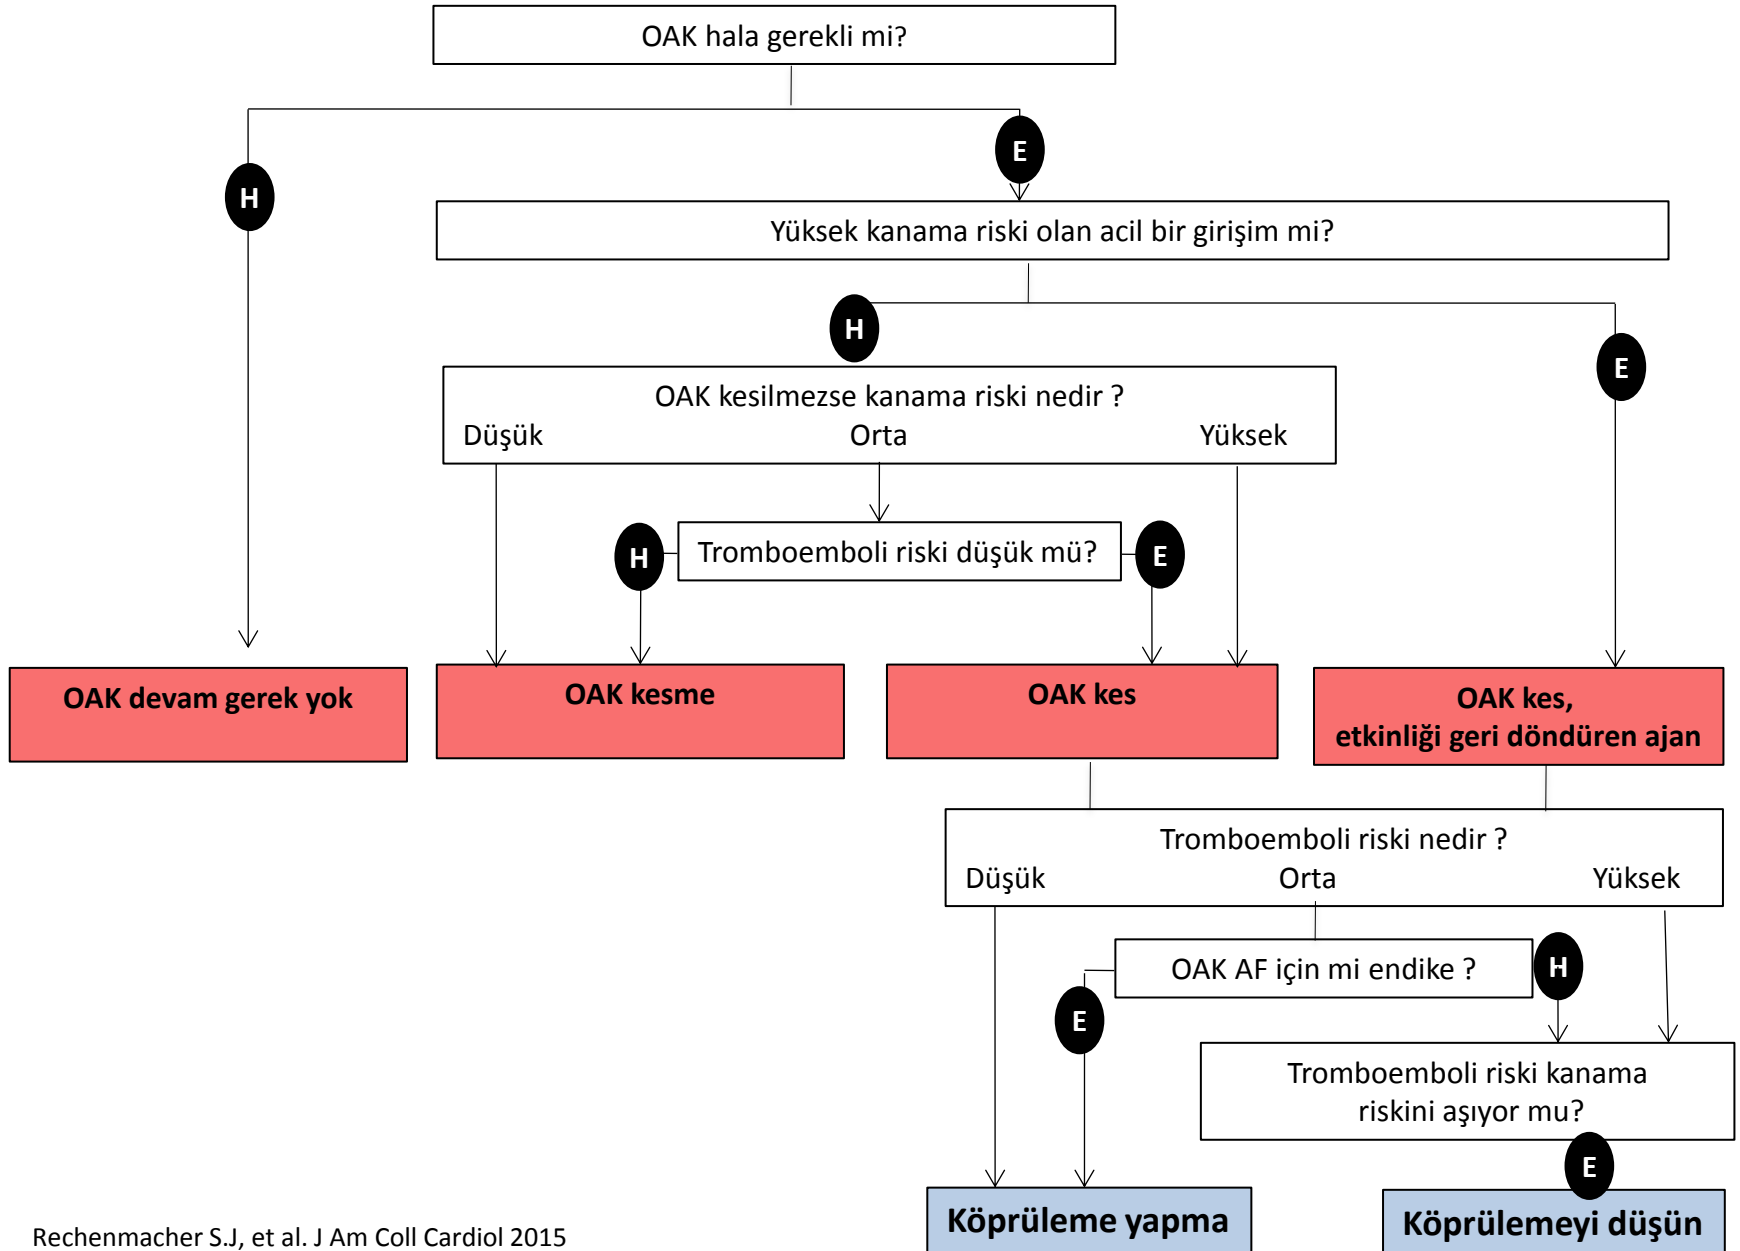 OAK hala gerekli mi?
H
E
Yüksek kanama riski olan acil bir girişim mi?
H
E
OAK kesilmezse kanama riski nedir ?
Düşük Orta Yüksek
H
Tromboemboli riski düşük mü?
E
OAK devam gerek yok
OAK kesme
OAK kes
OAK kes,
etkinliği geri döndüren ajan
Tromboemboli riski nedir ?
Düşük Orta Yüksek
OAK AF için mi endike ?
H
E
Tromboemboli riski kanama
riskini aşıyor mu?
E
Köprüleme yapma
Köprülemeyi düşün
Rechenmacher S.J, et al. J Am Coll Cardiol 2015